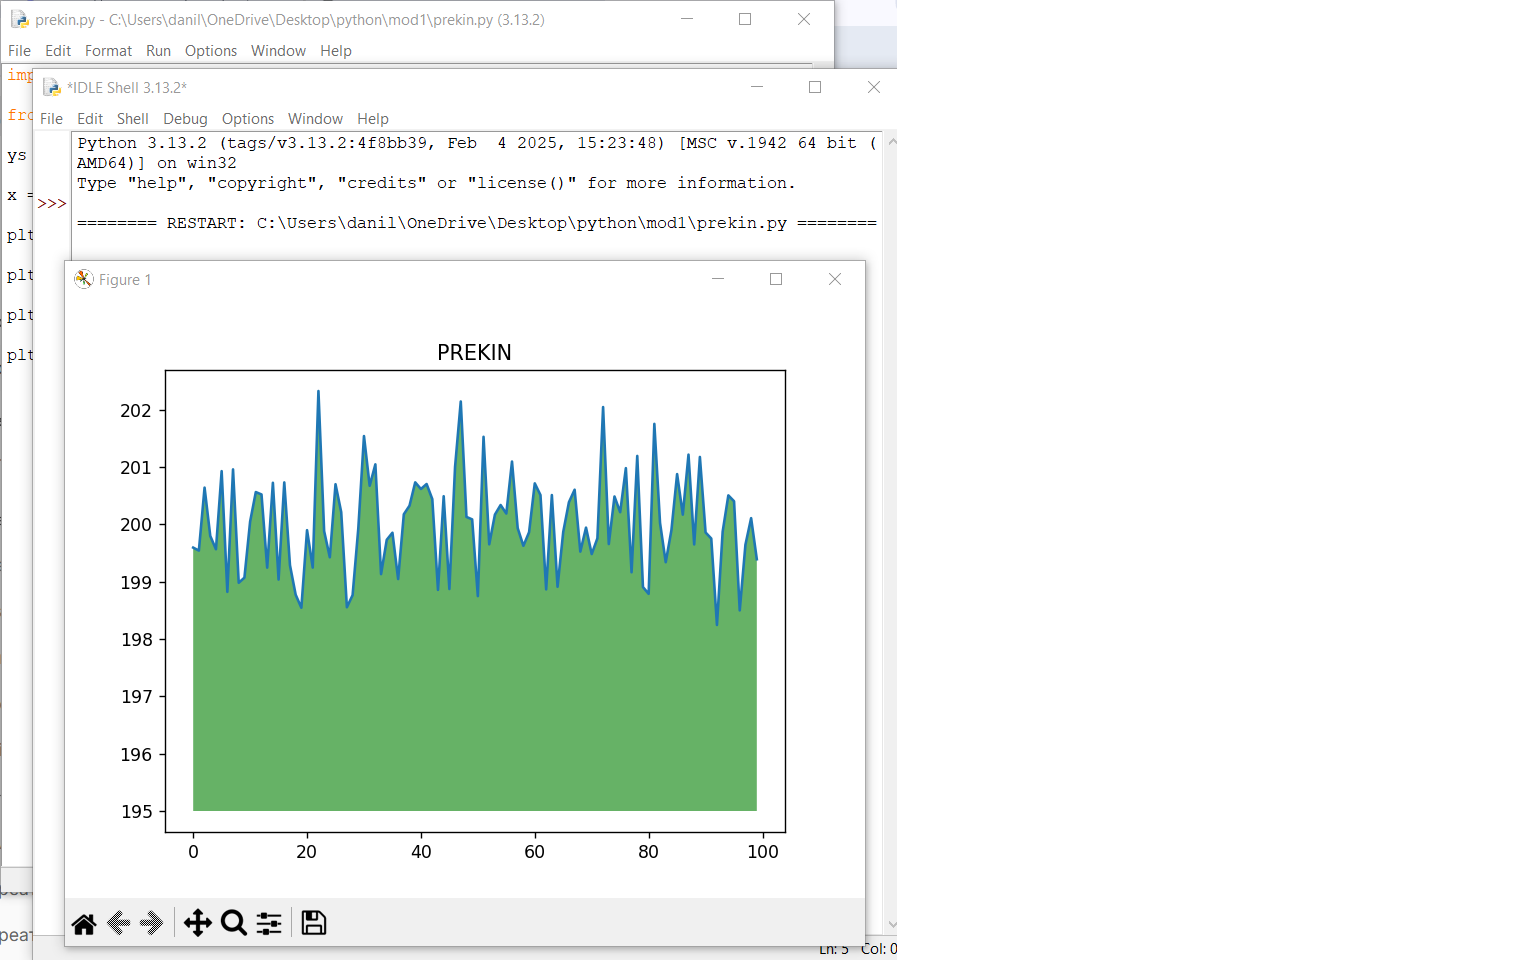 prekin.py - C:\Users\danil\OneDrive\Desktop\python\mod1\prekin.py (3.13.2)
File Edit Format Run Options Window Help
imp
fro
ys
x =
plt
plt
plt
plt
*IDLE Shell 3.13.2*
File Edit Shell Debug Options Window Help
Python 3.13.2 (tags/v3.13.2:4f8bb39, Feb  4 2025, 15:23:48) [MSC v.1942 64 bit (
AMD64)] on win32
Type "help", "copyright", "credits" or "license()" for more information.
>>>
======== RESTART: C:\Users\danil\OneDrive\Desktop\python\mod1\prekin.py ========
Figure 1
PREKIN
202
201
200
199
198
197
196
195
0 20 40 60 80 100
реат
Ln: 5 Col: 0